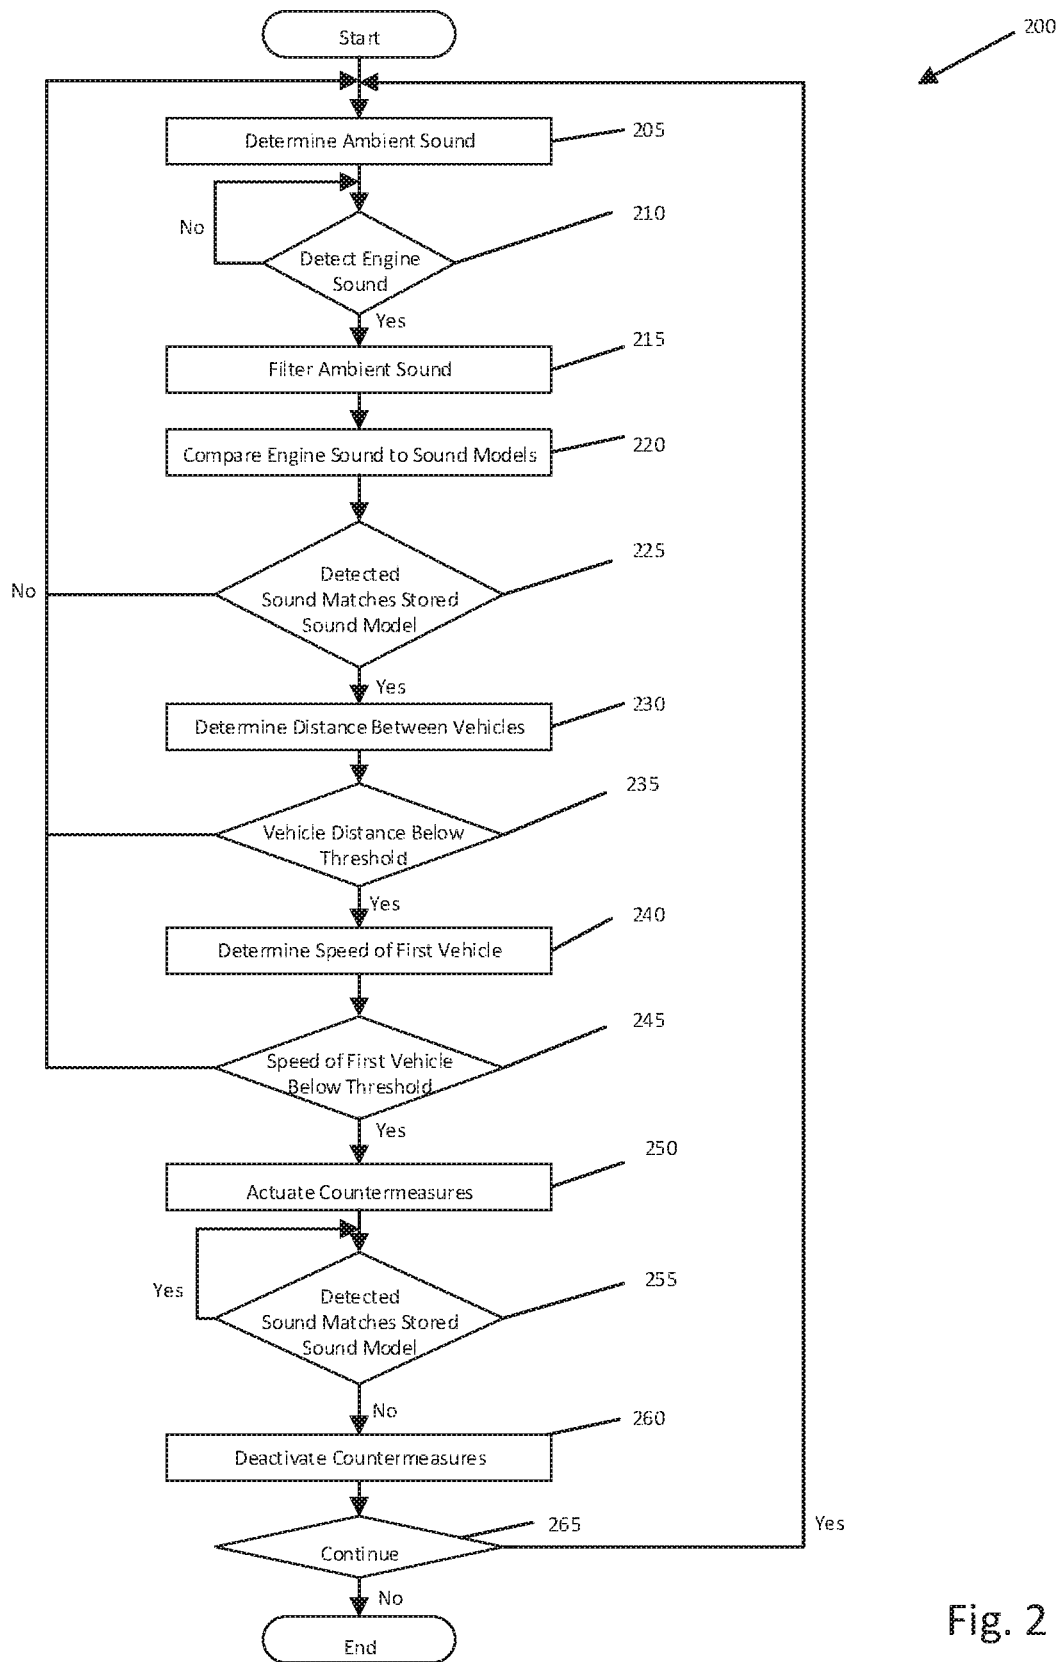 Start
200
Determine Ambient Sound
205
No
Detect Engine
Sound
210
Yes
Filter Ambient Sound
215
Compare Engine Sound to Sound Models
220
No
Detected
Sound Matches Stored
Sound Model
225
Yes
Determine Distance Between Vehicles
230
Vehicle Distance Below
Threshold
235
Yes
Determine Speed of First Vehicle
240
Speed of First Vehicle
Below Threshold
245
Yes
Actuate Countermeasures
250
Yes
Detected
Sound Matches Stored
Sound Model
255
No
Deactivate Countermeasures
260
Continue
265
Yes
No
End
Fig. 2